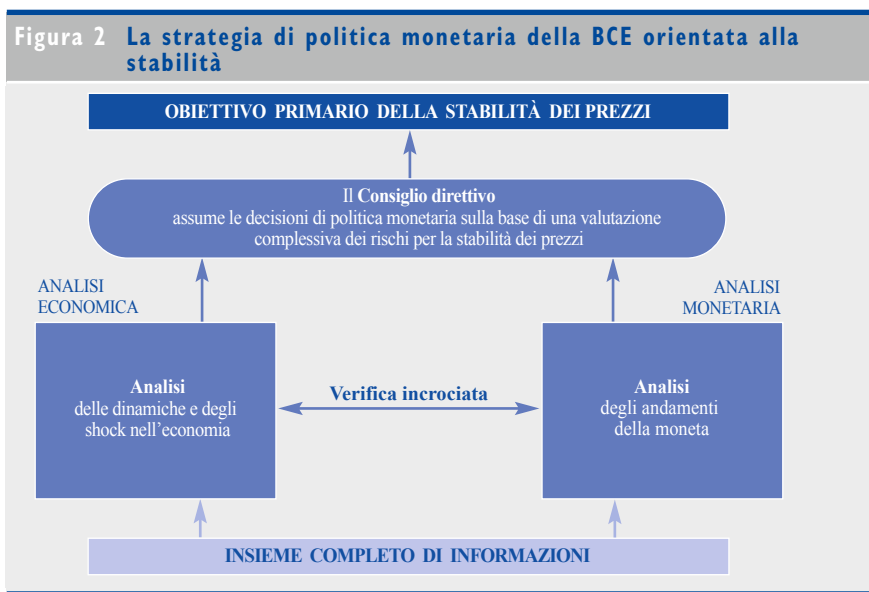 Figura 2 La strategia di politica monetaria della BCE orientata alla
stabilità
OBIETTIVO PRIMARIO DELLA STABILITÀ DEI PREZZI
Il Consiglio direttivo
assume le decisioni di politica monetaria sulla base di una valutazione
complessiva dei rischi per la stabilità dei prezzi
ANALISI
ECONOMICA
ANALISI
MONETARIA
Analisi
delle dinamiche e degli
shock nell'economia
Verifica incrociata
Analisi
degli andamenti
della moneta
INSIEME COMPLETO DI INFORMAZIONI